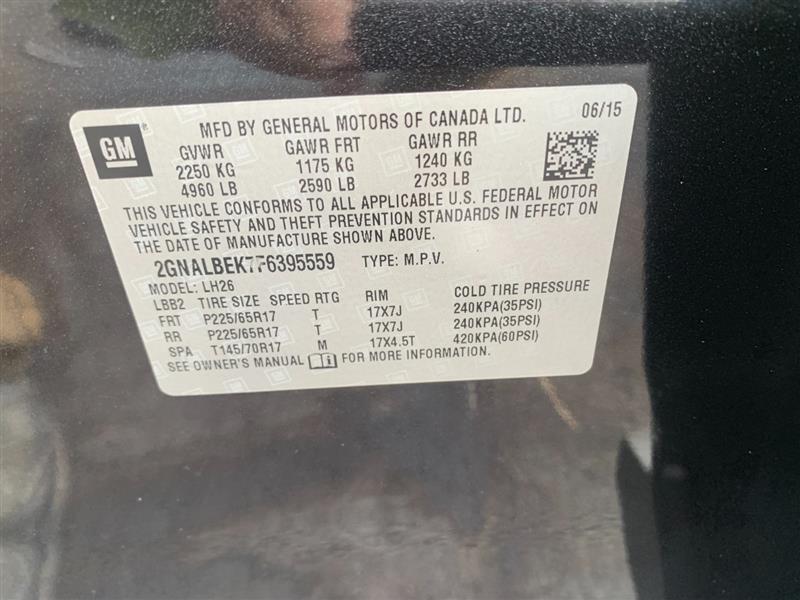 GM
MFD BY GENERAL MOTORS OF CANADA LTD. 06/15
GVWR GAWR FRT GAWR RR
2250 KG 1175 KG 1240 KG
4960 LB 2590 LB 2733 LB
THIS VEHICLE CONFORMS TO ALL APPLICABLE U.S. FEDERAL MOTOR
VEHICLE SAFETY AND THEFT PREVENTION STANDARDS IN EFFECT ON
THE DATE OF MANUFACTURE SHOWN ABOVE.
2GNALBEK7F6395559 TYPE: M.P.V.
MODEL: LH26
LBB2 TIRE SIZE SPEED RTG RIM COLD TIRE PRESSURE
FRT P225/65R17 T 17X7J 240KPA(35PSI)
RR P225/65R17 T 17X7J 240KPA(35PSI)
SPA T145/70R17 M 17X4.5T 420KPA(60PSI)
SEE OWNER'S MANUAL FOR MORE INFORMATION.